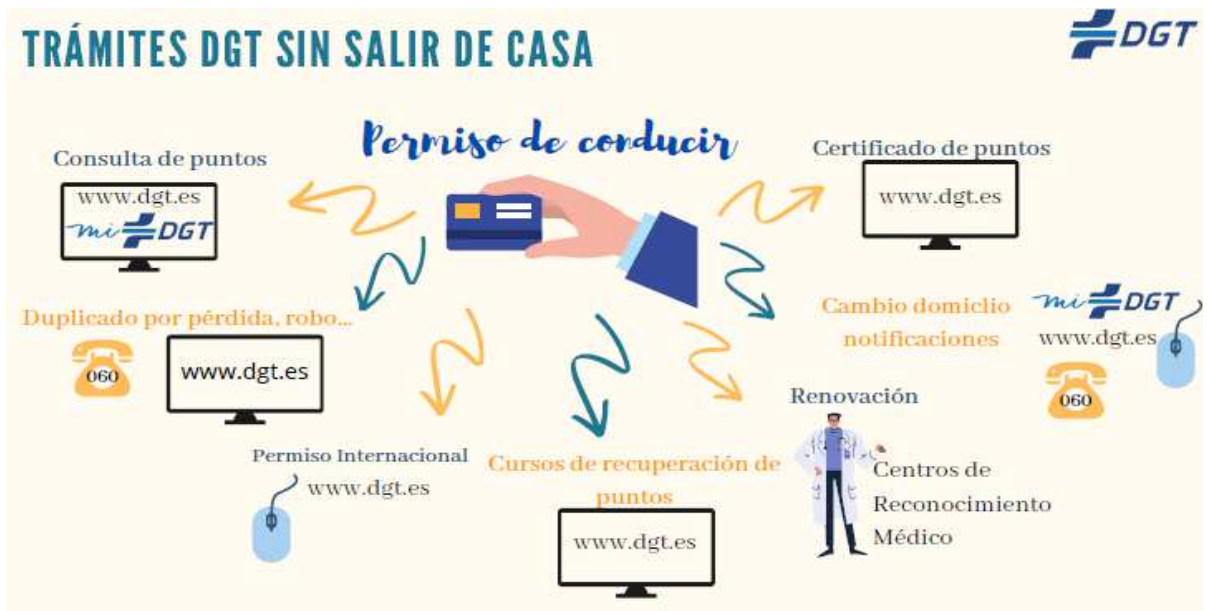 TRÁMITES DGT SIN SALIR DE CASA
DGT
Permiso de conducir
Consulta de puntos
www.dgt.es
mi DGT
Certificado de puntos
www.dgt.es
Duplicado por pérdida, robo...
060
www.dgt.es
Cambio domiclio
notificaciones
mi DGT
www.dgt.es
060
Permiso Internacional
www.dgt.es
Cursos de recuperación de
puntos
www.dgt.es
Renovación
Centros de
Reconocimiento
Médico